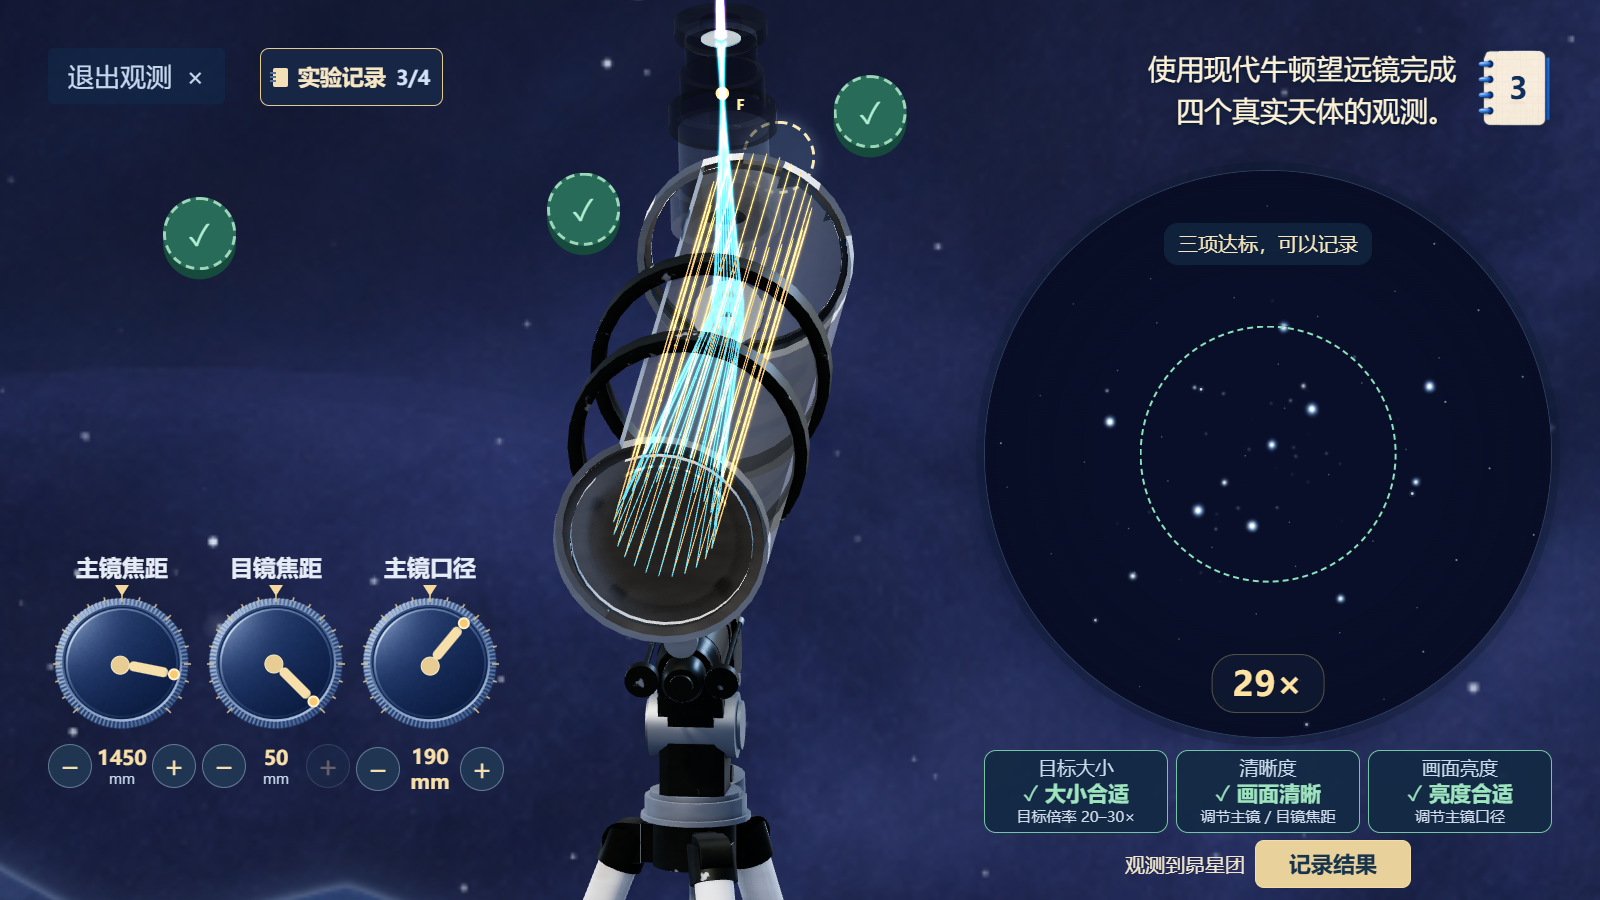 退出观测 ×
实验记录 3/4
使用现代牛顿望远镜完成
四个真实天体的观测。
3
F
三项达标，可以记录
29×
主镜焦距
目镜焦距
主镜口径
− 1450 mm +
− 50 mm +
− 190 mm +
目标大小
✓ 大小合适
目标倍率 20–30×
清晰度
✓ 画面清晰
调节主镜 / 目镜焦距
画面亮度
✓ 亮度合适
调节主镜口径
观测到昴星团
记录结果